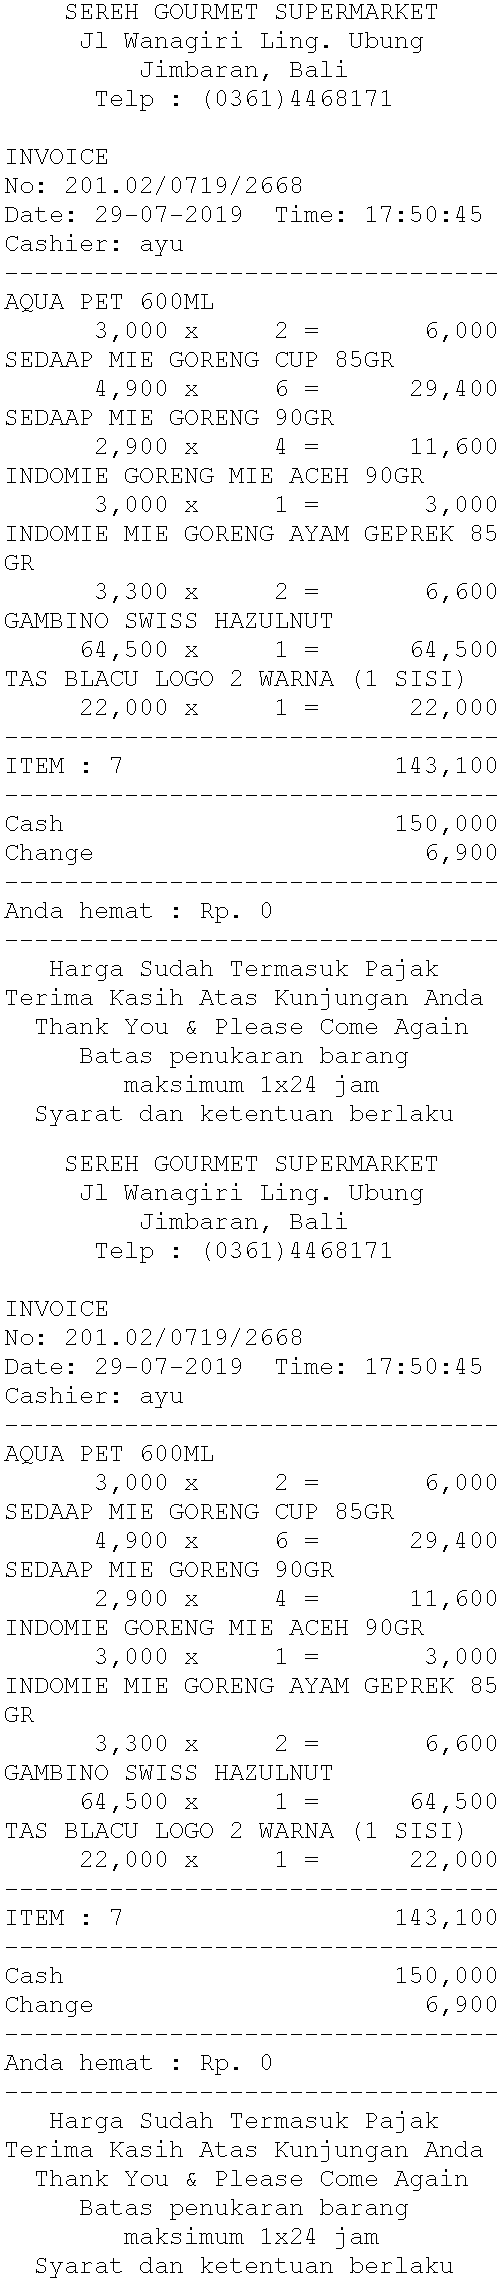 SEREH GOURMET SUPERMARKET
Jl Wanagiri Ling. Ubung
Jimbaran, Bali
Telp : (0361)4468171
INVOICE
No: 201.02/0719/2668
Date: 29-07-2019 Time: 17:50:45
Cashier: ayu
---------------------------------
AQUA PET 600ML
3,000 x 2 = 6,000
SEDAAP MIE GORENG CUP 85GR
4,900 x 6 = 29,400
SEDAAP MIE GORENG 90GR
2,900 x 4 = 11,600
INDOMIE GORENG MIE ACEH 90GR
3,000 x 1 = 3,000
INDOMIE MIE GORENG AYAM GEPREK 85
GR
3,300 x 2 = 6,600
GAMBINO SWISS HAZULNUT
64,500 x 1 = 64,500
TAS BLACU LOGO 2 WARNA (1 SISI)
22,000 x 1 = 22,000
---------------------------------
ITEM : 7 143,100
---------------------------------
Cash 150,000
Change 6,900
---------------------------------
Anda hemat : Rp. 0
---------------------------------
Harga Sudah Termasuk Pajak
Terima Kasih Atas Kunjungan Anda
Thank You & Please Come Again
Batas penukaran barang
maksimum 1x24 jam
Syarat dan ketentuan berlaku
SEREH GOURMET SUPERMARKET
Jl Wanagiri Ling. Ubung
Jimbaran, Bali
Telp : (0361)4468171
INVOICE
No: 201.02/0719/2668
Date: 29-07-2019 Time: 17:50:45
Cashier: ayu
---------------------------------
AQUA PET 600ML
3,000 x 2 = 6,000
SEDAAP MIE GORENG CUP 85GR
4,900 x 6 = 29,400
SEDAAP MIE GORENG 90GR
2,900 x 4 = 11,600
INDOMIE GORENG MIE ACEH 90GR
3,000 x 1 = 3,000
INDOMIE MIE GORENG AYAM GEPREK 85
GR
3,300 x 2 = 6,600
GAMBINO SWISS HAZULNUT
64,500 x 1 = 64,500
TAS BLACU LOGO 2 WARNA (1 SISI)
22,000 x 1 = 22,000
---------------------------------
ITEM : 7 143,100
---------------------------------
Cash 150,000
Change 6,900
---------------------------------
Anda hemat : Rp. 0
---------------------------------
Harga Sudah Termasuk Pajak
Terima Kasih Atas Kunjungan Anda
Thank You & Please Come Again
Batas penukaran barang
maksimum 1x24 jam
Syarat dan ketentuan berlaku